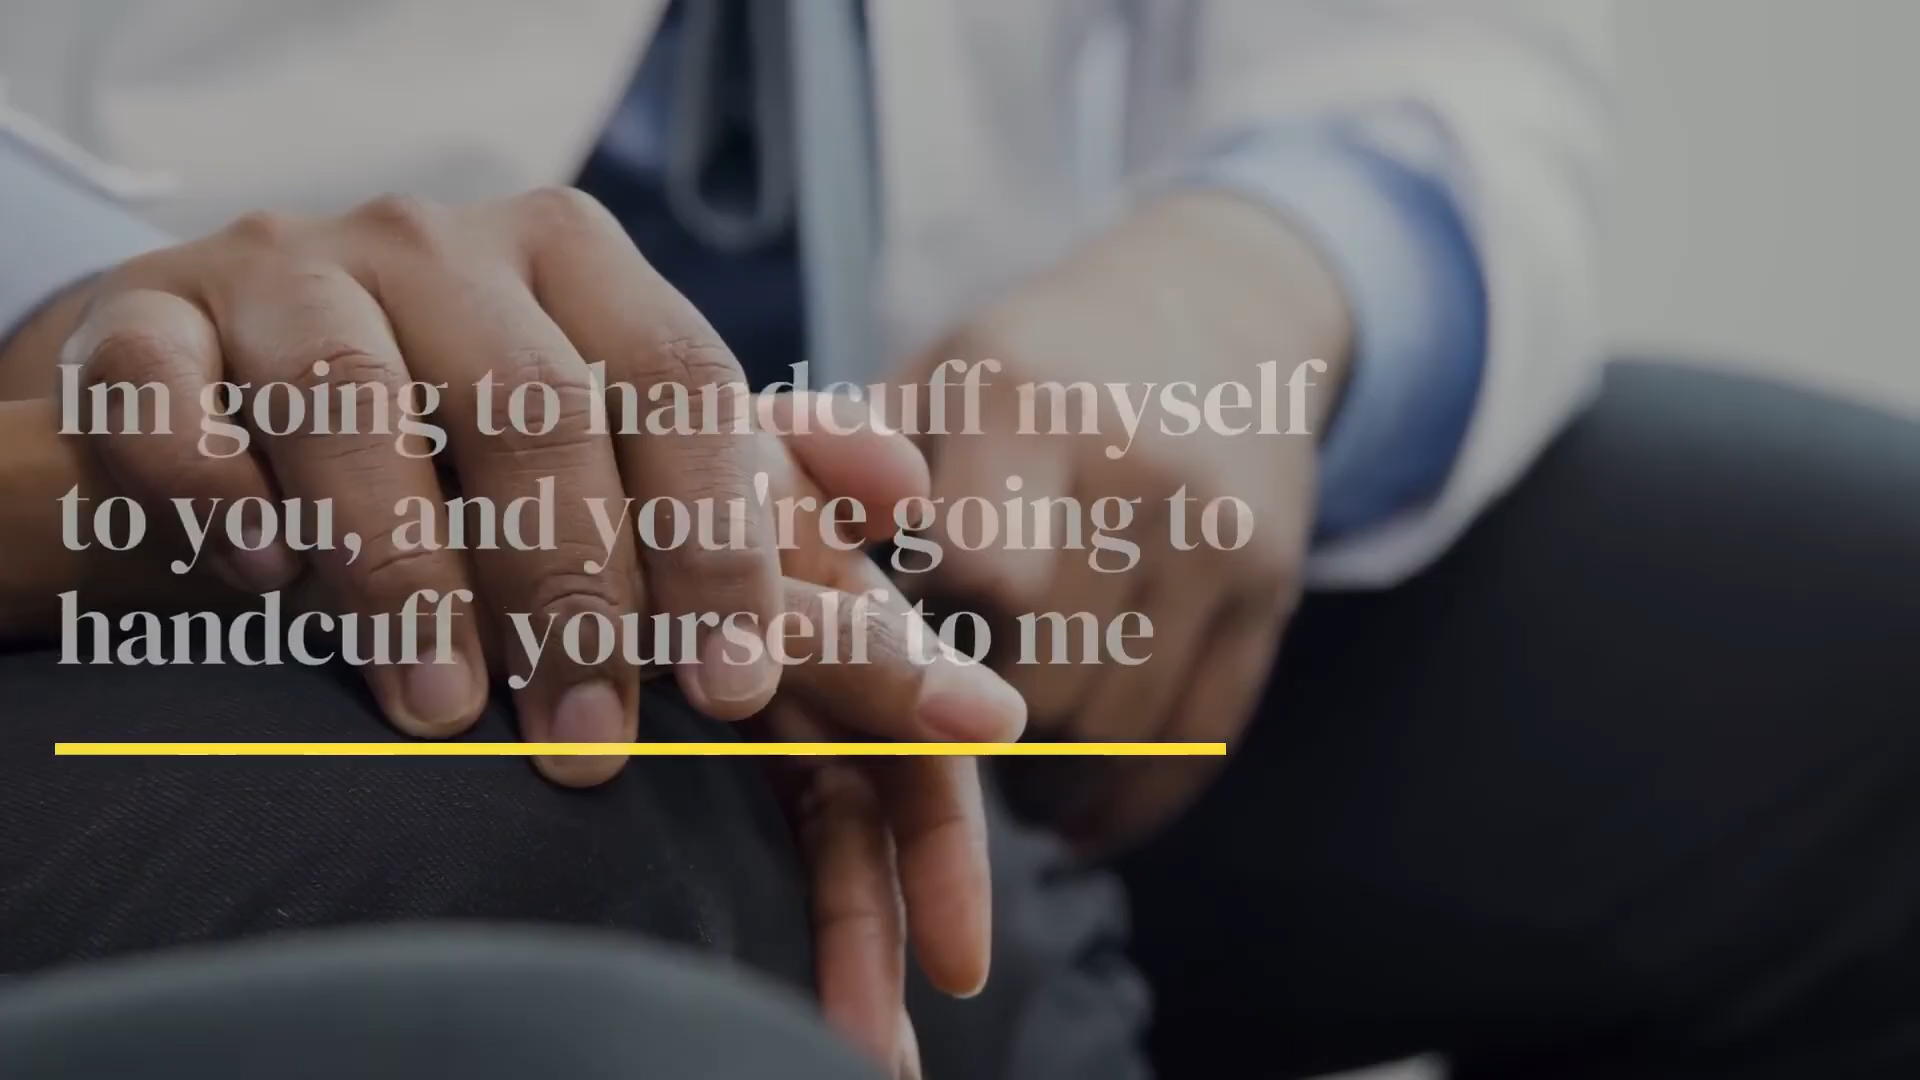 Im going to handcuff myself
to you, and you're going to
handcuff yourself to me